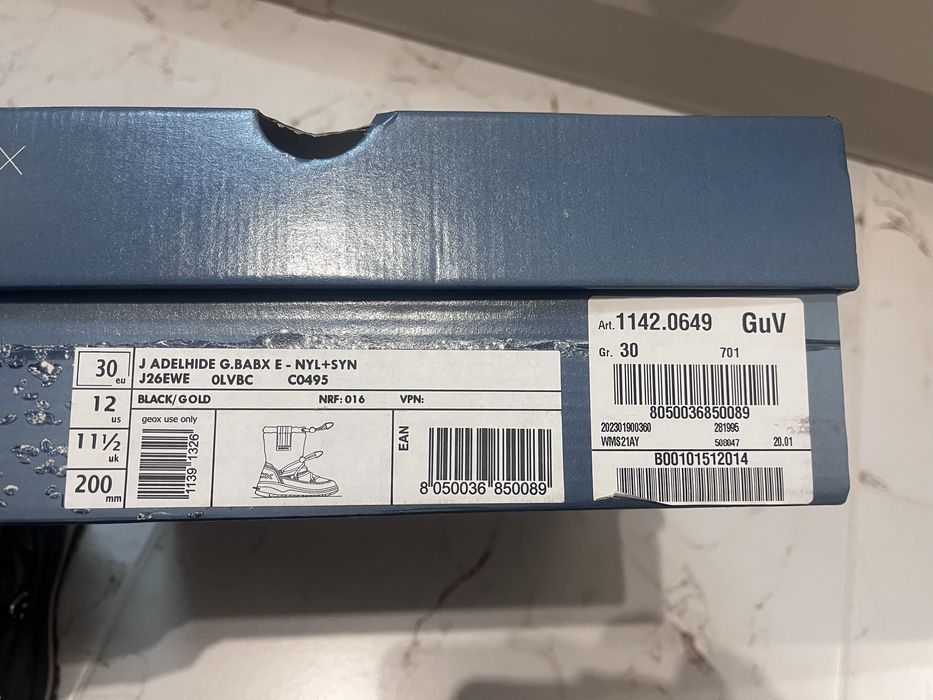 X
30 eu
12 us
11½ uk
200 mm
J ADELHIDE G.BABX E - NYL+SYN
J26EWE 0LVBC C0495
BLACK/GOLD NRF: 016 VPN:
geox use only
1139 1326
EAN
8 050036 850089
Art. 1142.0649 GuV
Gr. 30 701
8050036850089
202301900360 281995
WMS21AY 508047 20.01
B00101512014